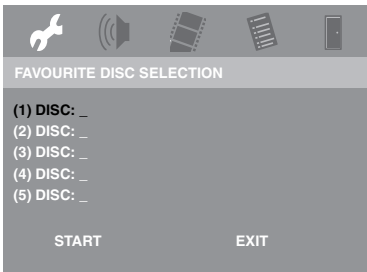 FAVOURITE DISC SELECTION
(1) DISC: _
(2) DISC: _
(3) DISC: _
(4) DISC: _
(5) DISC: _
START EXIT